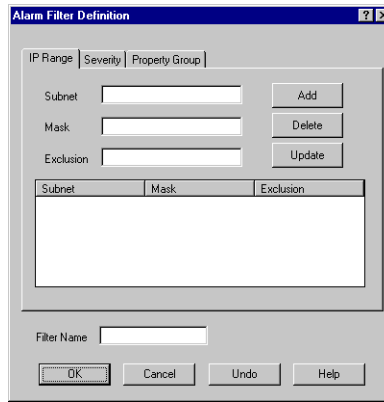 Alarm Filter Definition
IP Range Severity Property Group
Subnet Add
Mask Delete
Exclusion Update
Subnet Mask Exclusion
Filter Name
OK Cancel Undo Help